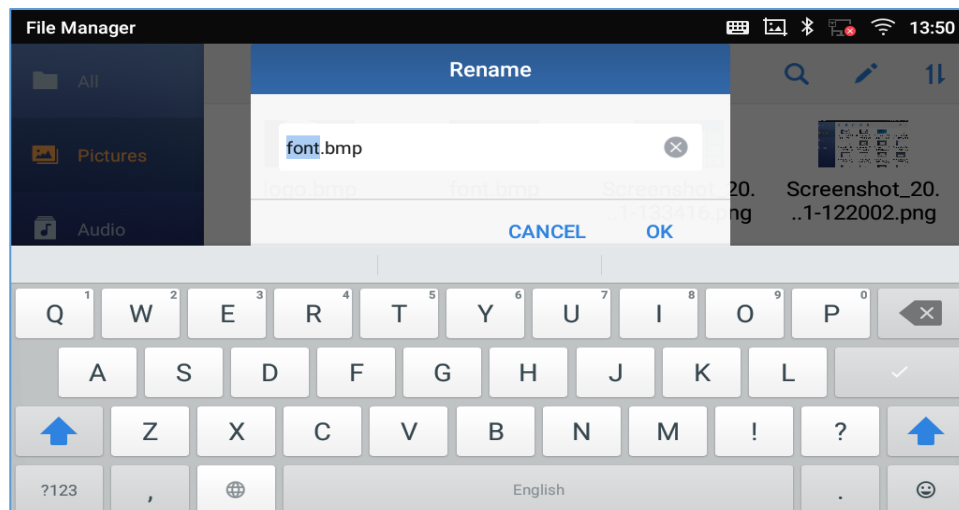 File Manager 13:50
Rename
All
font.bmp
Pictures
logo.bmp font.bmp Screenshot_20. Screenshot_20.
..1-133416.png ..1-122002.png
Audio
CANCEL OK
Q 1 W 2 E 3 R 4 T 5 Y 6 U 7 I 8 O 9 P 0
A S D F G H J K L
Z X C V B N M ! ?
?123 , English .